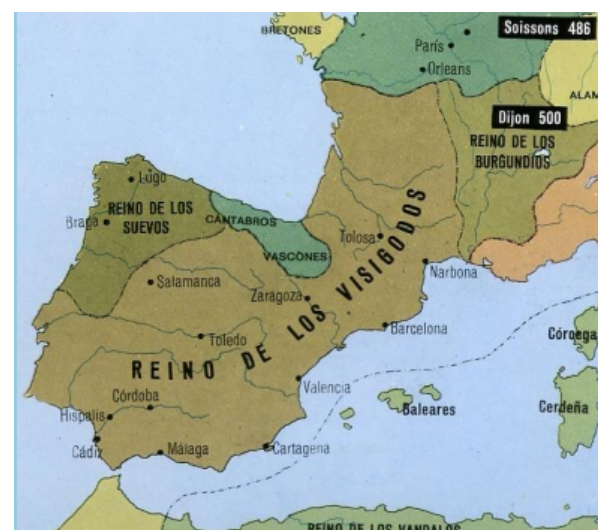 BRETONES
Soissons 486
París
Orleans
ALAM
Dijon 500
REINO DE LOS
BURGUNDIOS
Lugo
REINO DE LOS
SUEVOS
Braga
CÁNTABROS
VASCONES
Tolosa
Narbona
Salamanca
Zaragoza
Barcelona
Toledo
REINO DE LOS VISIGODOS
Valencia
Córcega
Córdoba
Hispalis
Baleares
Cerdeña
Cádiz
Málaga
Cartagena
REINO DE LOS VANDALOS